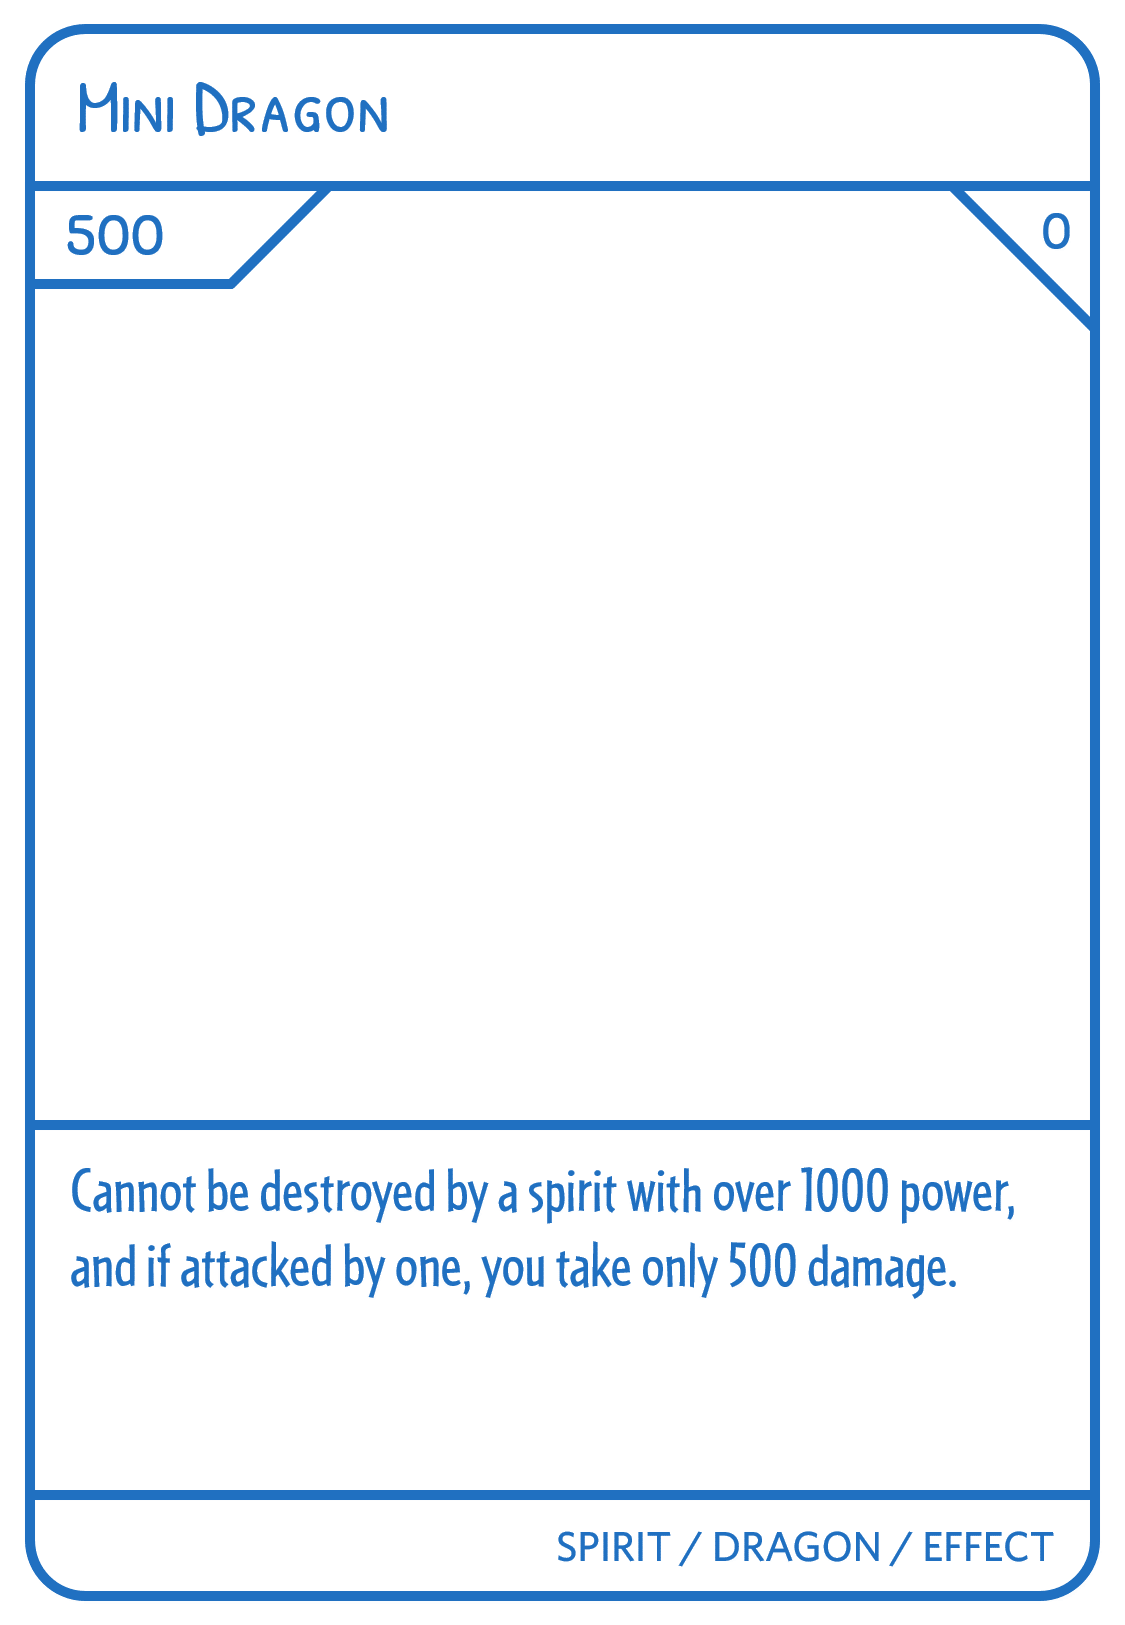 Mini Dragon
500
0
Cannot be destroyed by a spirit with over 1000 power,
and if attacked by one, you take only 500 damage.
SPIRIT / DRAGON / EFFECT